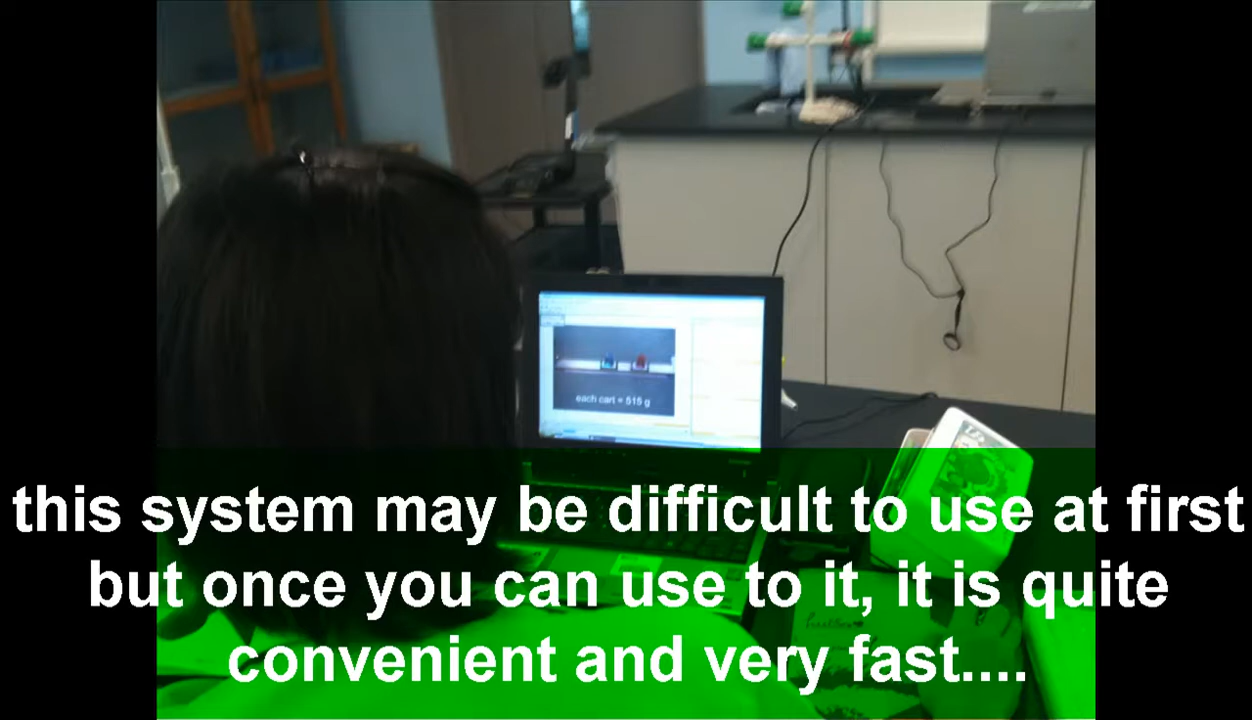 each cart = 515 g
this system may be difficult to use at first
but once you can use to it, it is quite
convenient and very fast....